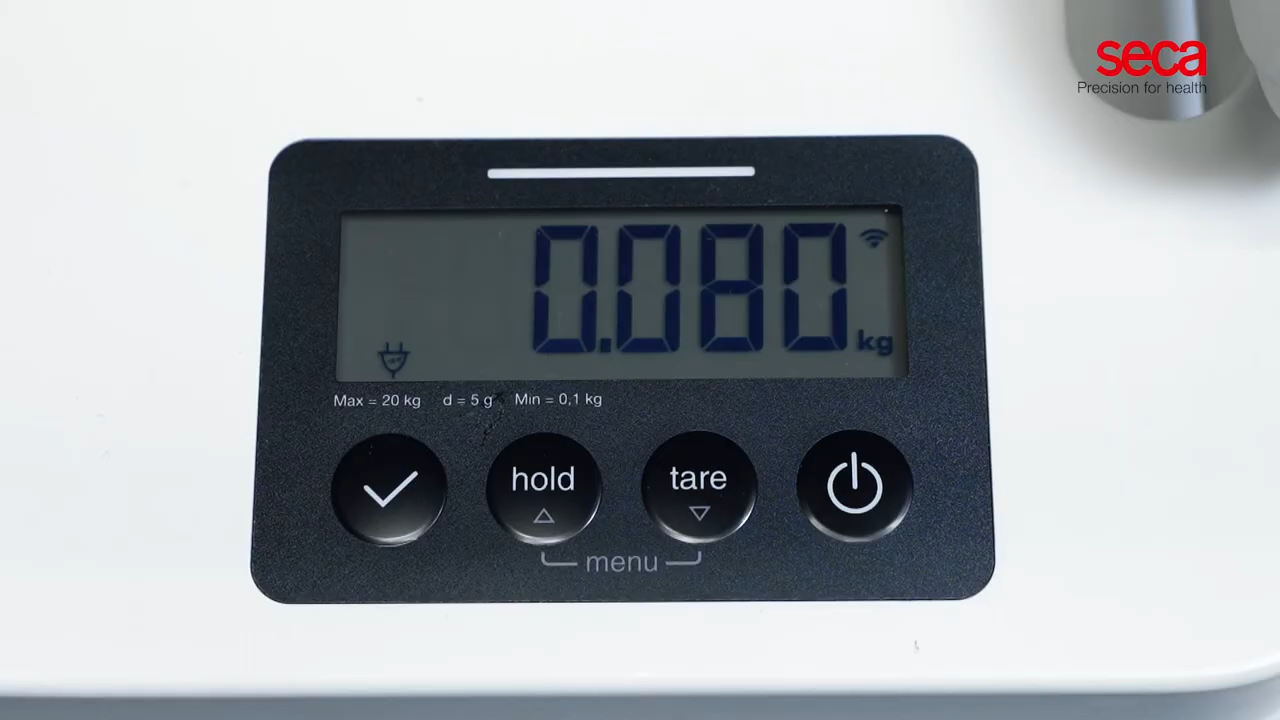 seca
Precision for health
0.080 kg
Max = 20 kg d = 5 g Min = 0,1 kg
hold
tare
menu